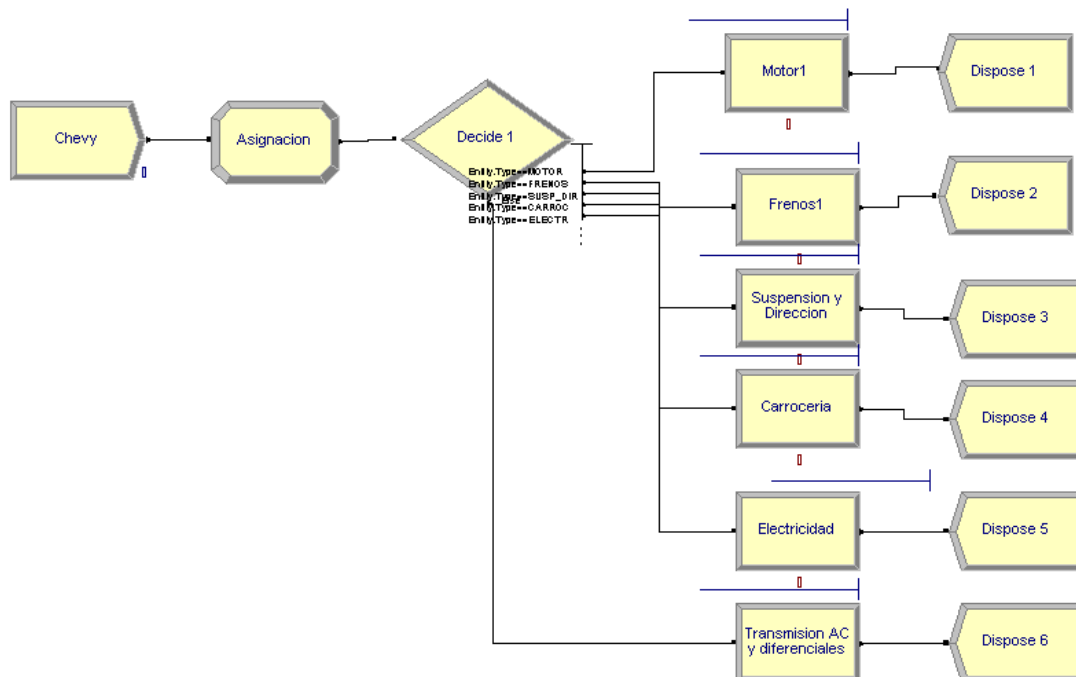 Motor1
Dispose 1
Chevy
Asignacion
Decide 1
Entity.Type==MOTOR
Entity.Type==FRENOS
Entity.Type==SUSP_DIR
Else
Entity.Type==CARROC
Entity.Type==ELECTR
Frenos1
Dispose 2
Suspension y
Direccion
Dispose 3
Carroceria
Dispose 4
Electricidad
Dispose 5
Transmision AC
y diferenciales
Dispose 6